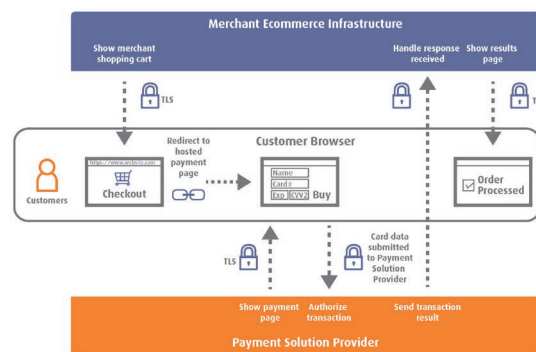 Merchant Ecommerce Infrastructure
Show merchant
shopping cart
Handle response
received
Show results
page
TLS
Redirect to
hosted
payment
page
Customer Browser
https://www.website.com
Checkout
Customers
Name
Card #
Exp CVV2
Buy
Order
Processed
TLS
Card data
submitted
to Payment
Solution
Provider
Show payment
page
Authorize
transaction
Send transaction
result
Payment Solution Provider